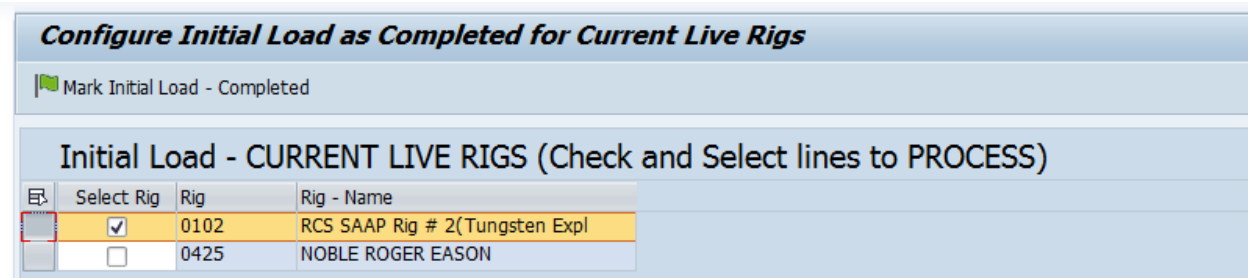 Configure Initial Load as Completed for Current Live Rigs
Mark Initial Load - Completed
Initial Load - CURRENT LIVE RIGS (Check and Select lines to PROCESS)
Select Rig Rig Rig - Name
0102 RCS SAAP Rig # 2(Tungsten Expl
0425 NOBLE ROGER EASON